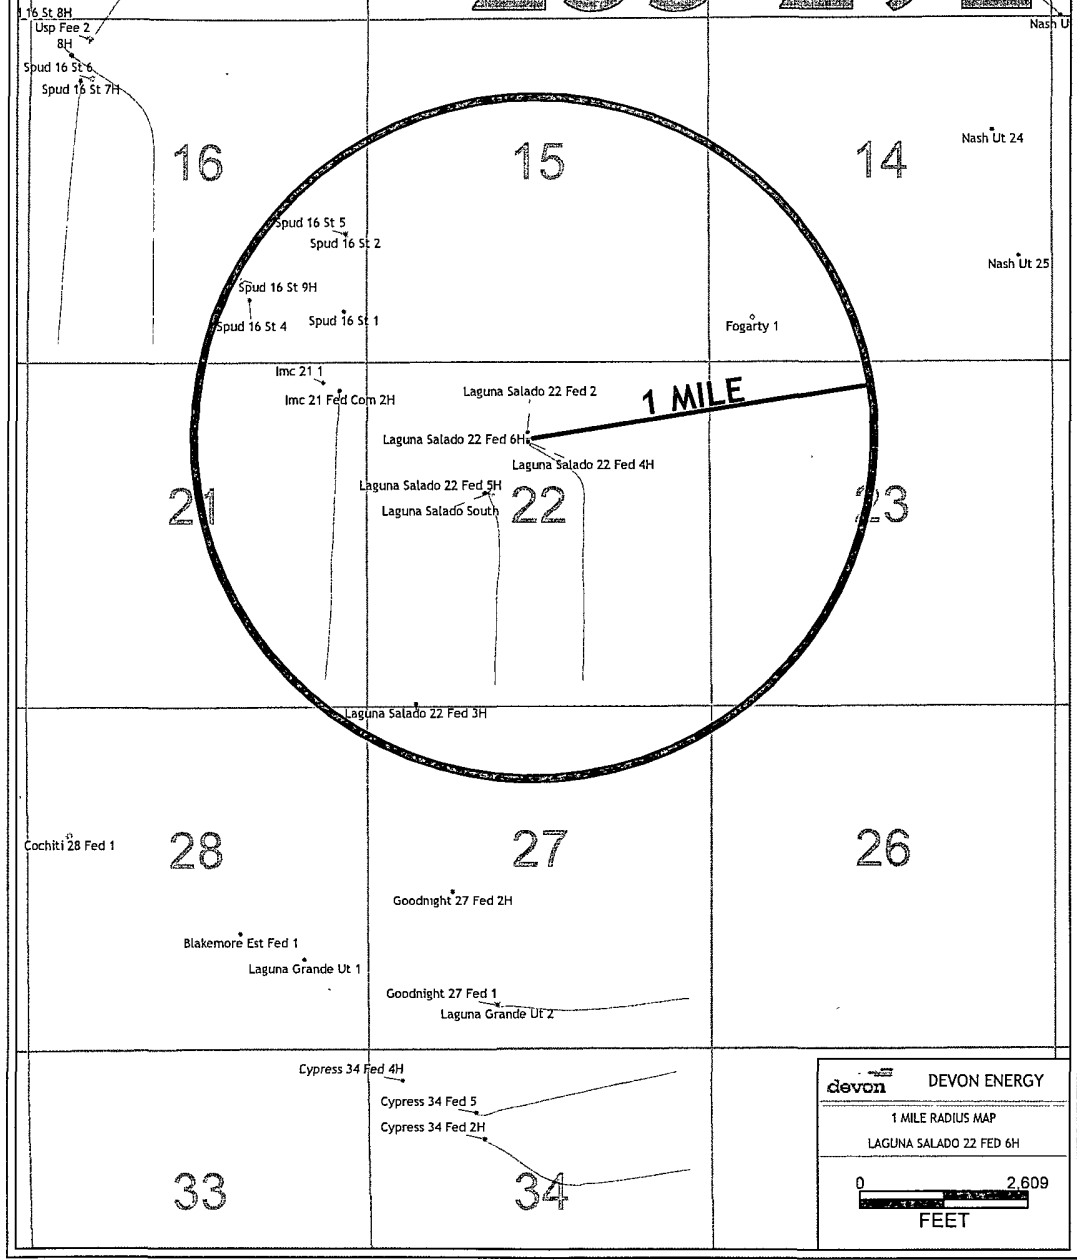 16 St 8H
Usp Fee 2
8H
Spud 16 St 6
Spud 16 St 7H
Nash U
16
15
14
Nash Ut 24
Spud 16 St 5
Spud 16 St 2
Nash Ut 25
Spud 16 St 9H
Spud 16 St 4
Spud 16 St 1
Fogarty 1
Imc 21 1
Imc 21 Fed Com 2H
Laguna Salado 22 Fed 2
1 MILE
Laguna Salado 22 Fed 6H
Laguna Salado 22 Fed 4H
Laguna Salado 22 Fed 5H
Laguna Salado South
21
22
23
Laguna Salado 22 Fed 3H
Cochiti 28 Fed 1
28
27
26
Goodnight 27 Fed 2H
Blakemore Est Fed 1
Laguna Grande Ut 1
Goodnight 27 Fed 1
Laguna Grande Ut 2
Cypress 34 Fed 4H
Cypress 34 Fed 5
Cypress 34 Fed 2H
33
34
devon DEVON ENERGY
1 MILE RADIUS MAP
LAGUNA SALADO 22 FED 6H
0 2,609
FEET